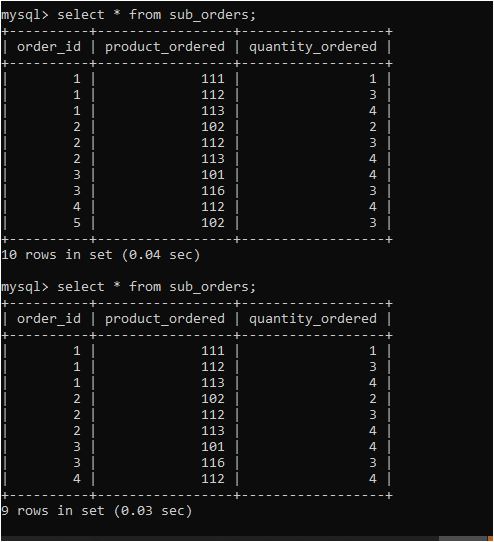 mysql> select * from sub_orders;
+----------+-----------------+------------------+
| order_id | product_ordered | quantity_ordered |
+----------+-----------------+------------------+
|        1 |             111 |                1 |
|        1 |             112 |                3 |
|        1 |             113 |                4 |
|        2 |             102 |                2 |
|        2 |             112 |                3 |
|        2 |             113 |                4 |
|        3 |             101 |                4 |
|        3 |             116 |                3 |
|        4 |             112 |                4 |
|        5 |             102 |                3 |
+----------+-----------------+------------------+
10 rows in set (0.04 sec)

mysql> select * from sub_orders;
+----------+-----------------+------------------+
| order_id | product_ordered | quantity_ordered |
+----------+-----------------+------------------+
|        1 |             111 |                1 |
|        1 |             112 |                3 |
|        1 |             113 |                4 |
|        2 |             102 |                2 |
|        2 |             112 |                3 |
|        2 |             113 |                4 |
|        3 |             101 |                4 |
|        3 |             116 |                3 |
|        4 |             112 |                4 |
+----------+-----------------+------------------+
9 rows in set (0.03 sec)